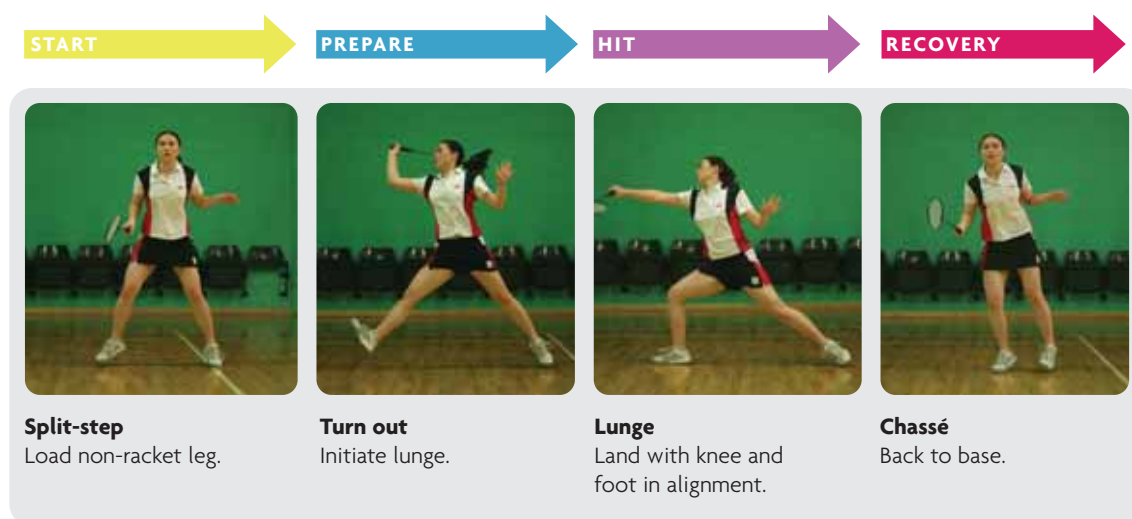 START
PREPARE
HIT
RECOVERY
Split-step
Load non-racket leg.
Turn out
Initiate lunge.
Lunge
Land with knee and
foot in alignment.
Chassé
Back to base.